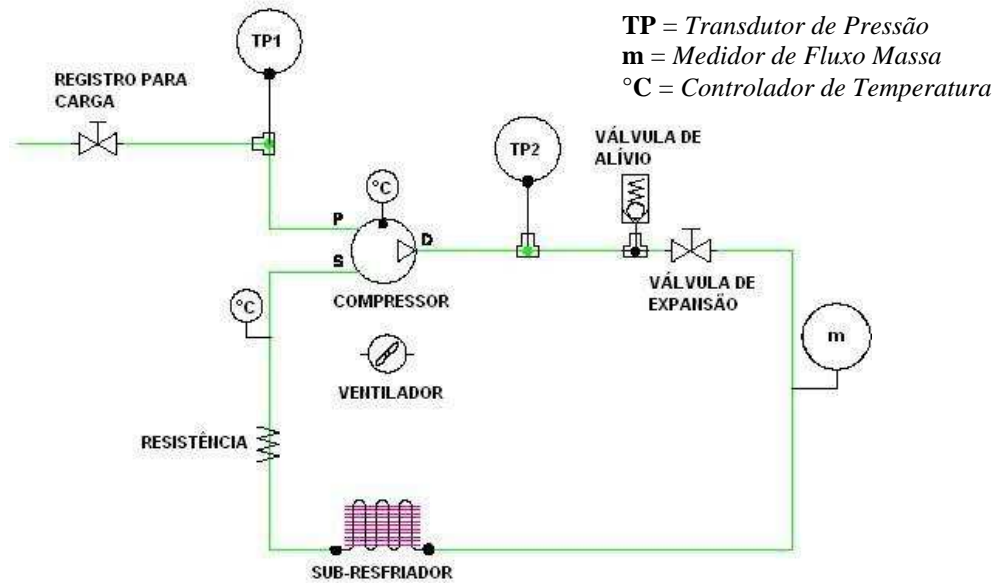 TP = Transdutor de Pressão
m = Medidor de Fluxo Massa
°C = Controlador de Temperatura
TP1
REGISTRO PARA
CARGA
TP2
VÁLVULA DE
ALÍVIO
°C
P
D
S
COMPRESSOR
VÁLVULA DE
EXPANSÃO
°C
m
VENTILADOR
RESISTÊNCIA
SUB-RESFRIADOR